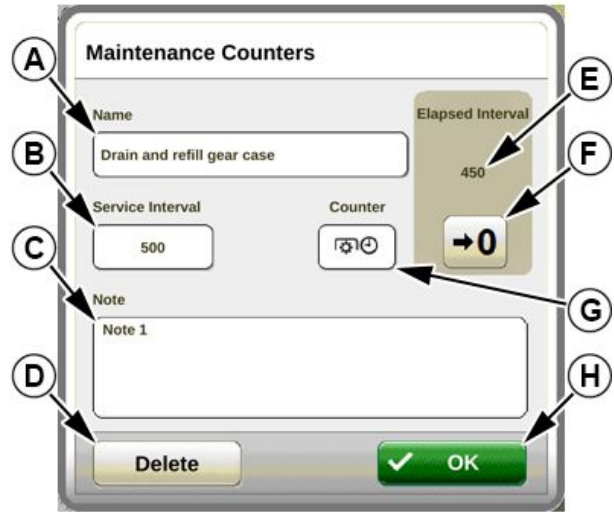 Maintenance Counters
A
E
Name
Elapsed Interval
Drain and refill gear case
B
450
F
Service Interval
Counter
500
→0
C
G
Note
Note 1
D
H
Delete
OK